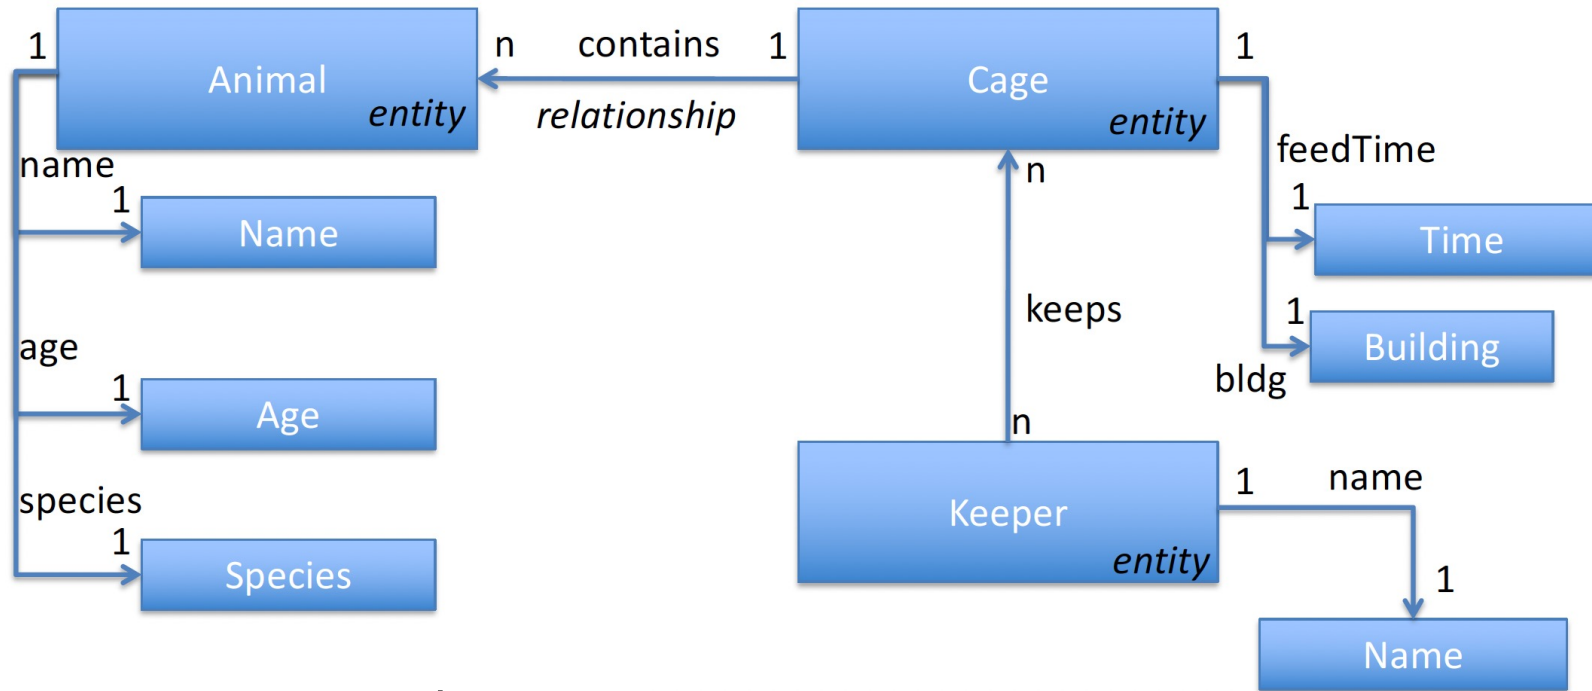 1
Animal
entity
n
contains
1
relationship
Cage
entity
1
name
1
Name
age
1
Age
species
1
Species
n
keeps
n
feedTime
1
Time
1
Building
bldg
Keeper
entity
1
name
1
Name